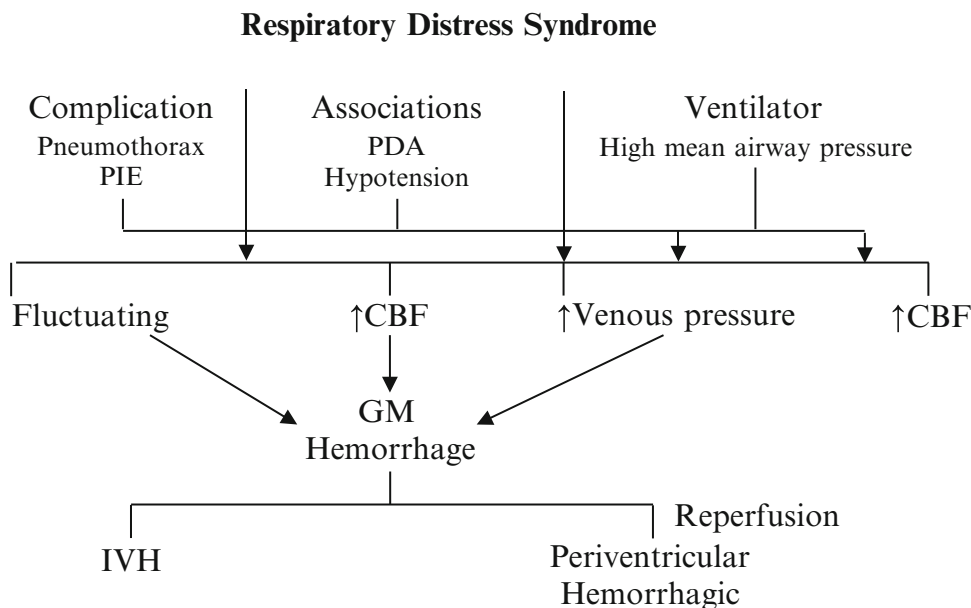 Respiratory Distress Syndrome
Complication
Pneumothorax
PIE
Associations
PDA
Hypotension
Ventilator
High mean airway pressure
Fluctuating
↑CBF
↑Venous pressure
↑CBF
GM
Hemorrhage
IVH
Reperfusion
Periventricular
Hemorrhagic